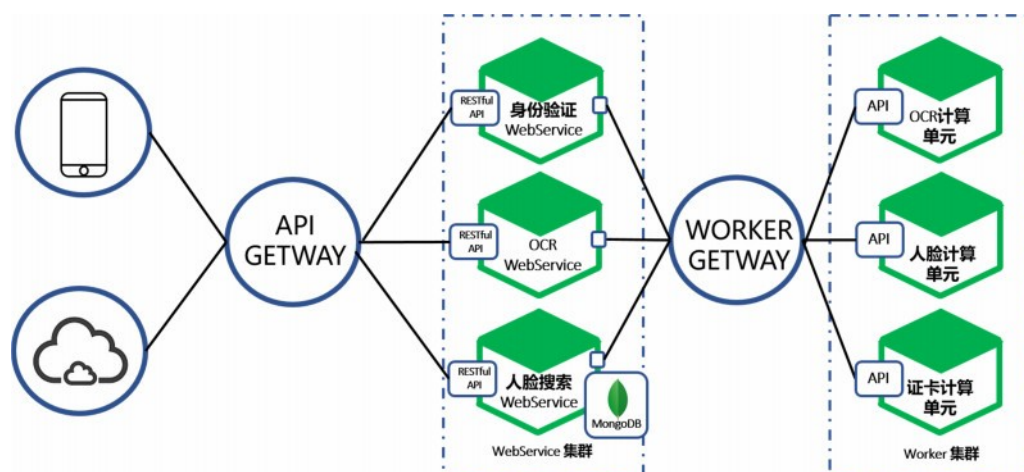 API
GETWAY
RESTful
API
身份验证
WebService
RESTful
API
OCR
WebService
RESTful
API
人脸搜索
WebService
MongoDB
WebService 集群
WORKER
GETWAY
API
OCR计算
单元
API
人脸计算
单元
API
证卡计算
单元
Worker 集群